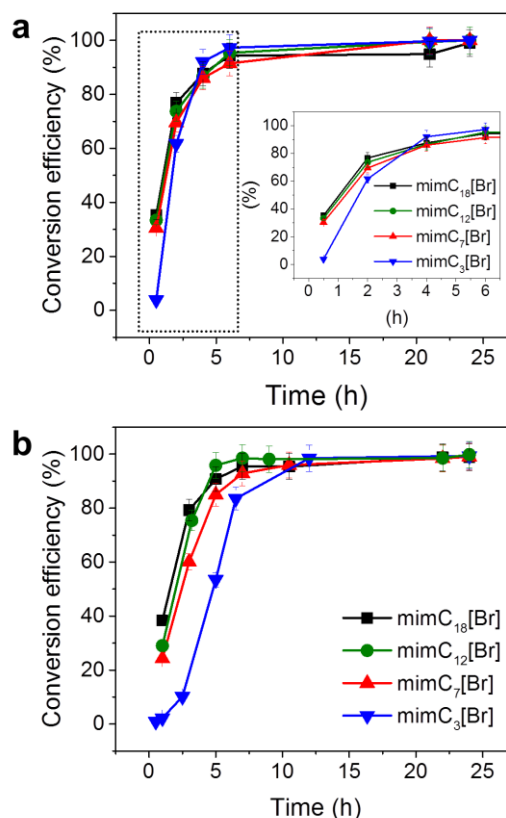 a
Conversion efficiency (%)
100
80
60
40
20
0
0
5
10
15
20
25
Time (h)
(%)
100
80
60
40
20
0
0
1
2
3
4
5
6
(h)
mimC₁₈[Br]
mimC₁₂[Br]
mimC₇[Br]
mimC₃[Br]
b
Conversion efficiency (%)
100
80
60
40
20
0
0
5
10
15
20
25
Time (h)
mimC₁₈[Br]
mimC₁₂[Br]
mimC₇[Br]
mimC₃[Br]